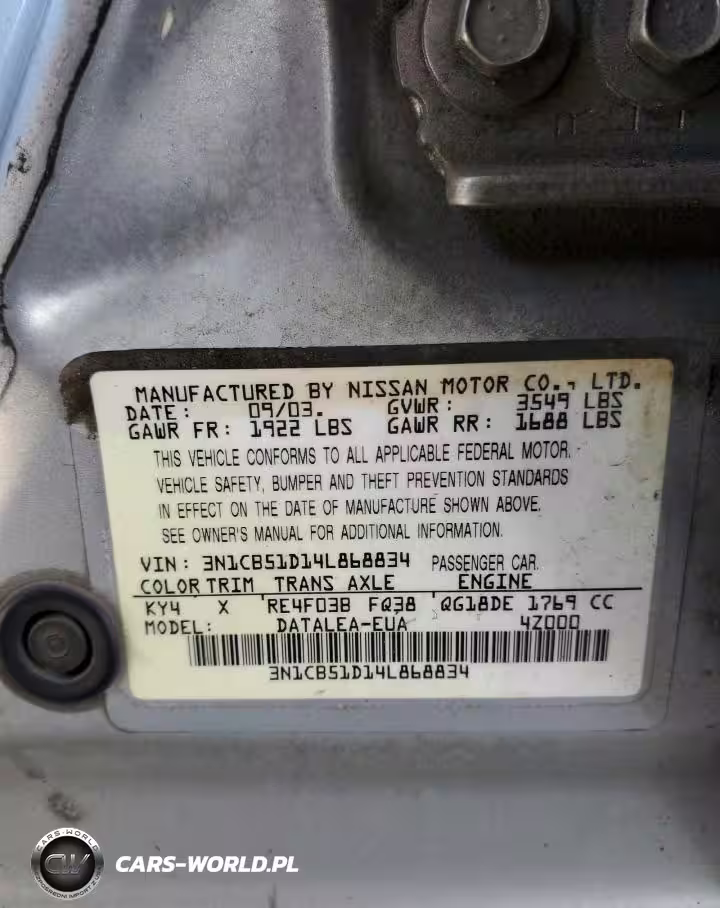 MANUFACTURED BY NISSAN MOTOR CO., LTD.
DATE: 09/03. GVWR: 3549 LBS
GAWR FR: 1922 LBS GAWR RR: 1688 LBS
THIS VEHICLE CONFORMS TO ALL APPLICABLE FEDERAL MOTOR.
VEHICLE SAFETY, BUMPER AND THEFT PREVENTION STANDARDS
IN EFFECT ON THE DATE OF MANUFACTURE SHOWN ABOVE.
SEE OWNER'S MANUAL FOR ADDITIONAL INFORMATION.
VIN: 3N1CB51D14L868834 PASSENGER CAR.
COLOR TRIM TRANS AXLE ENGINE
KY4 X RE4F03B FQ38 QG18DE 1769 CC
MODEL: DATALEA-EUA 4Z000
3N1CB51D14L868834
CARS-WORLD
CW
CARS-WORLD.PL